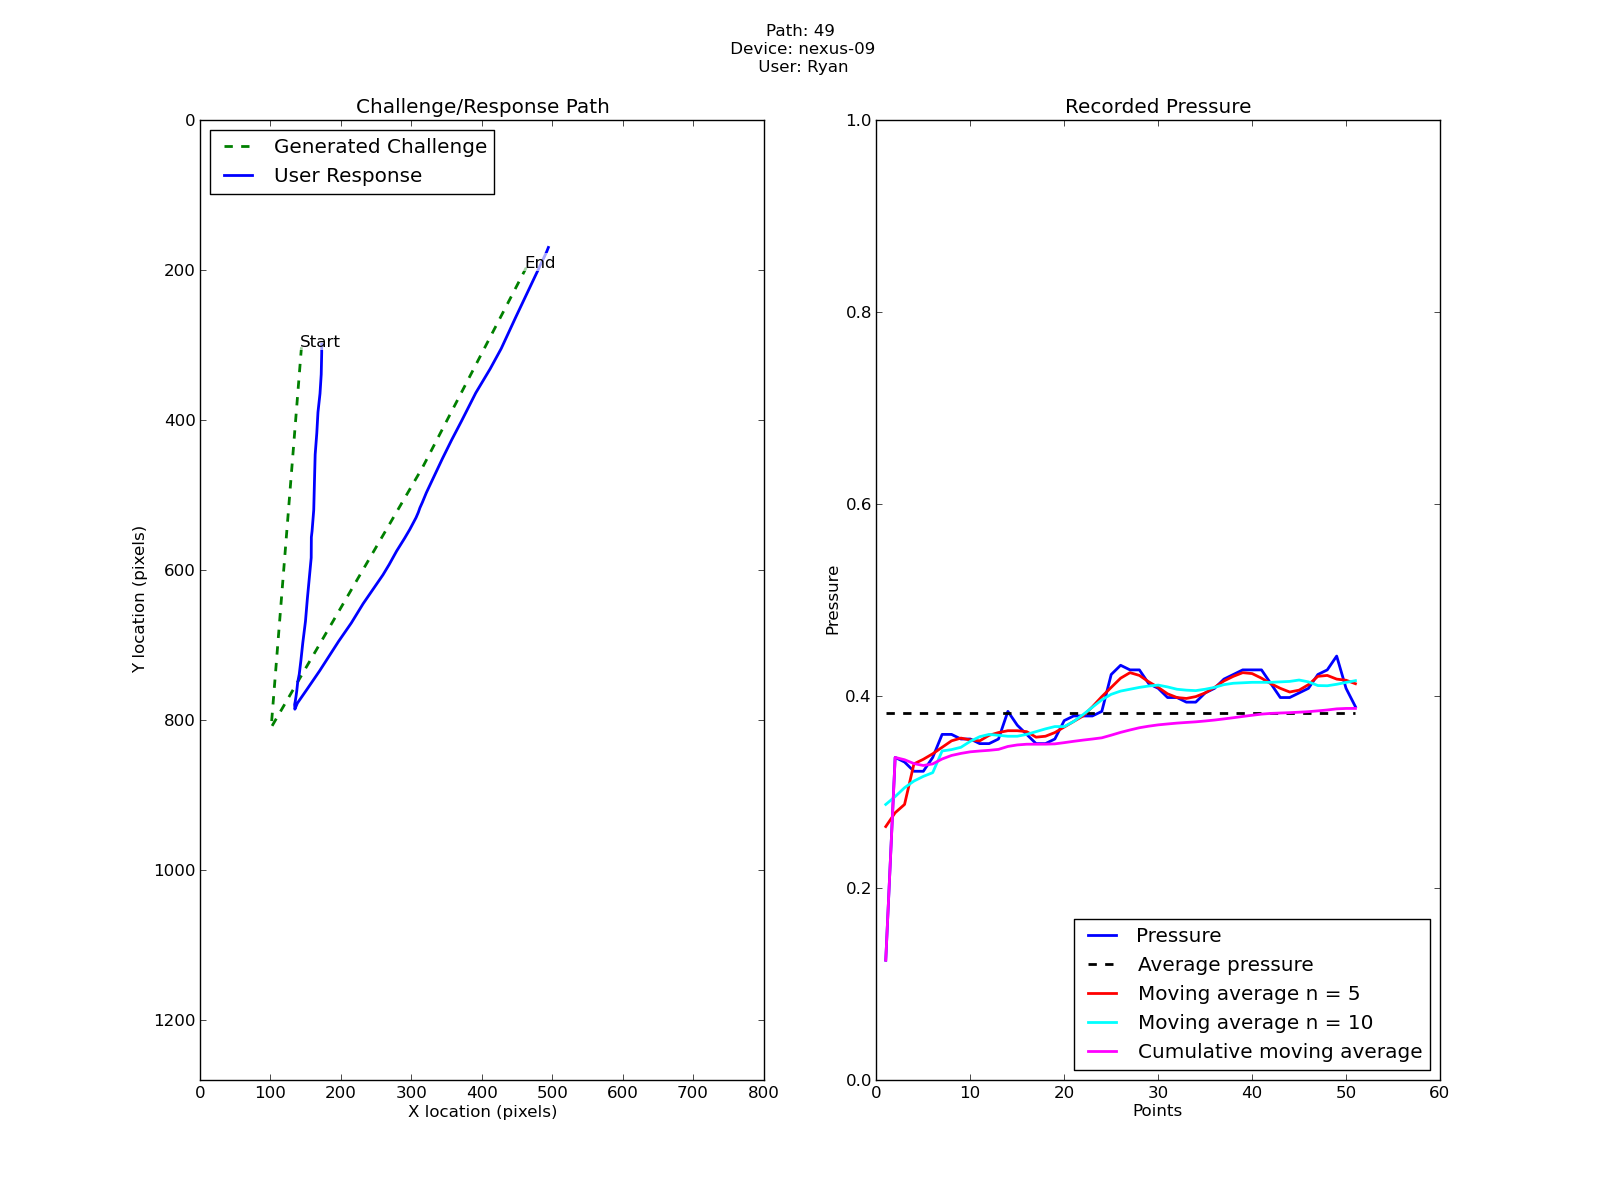 Path: 49
Device: nexus-09
User: Ryan
Challenge/Response Path
Generated Challenge
User Response
Start
End
0
200
400
600
800
1000
1200
Y location (pixels)
0 100 200 300 400 500 600 700 800
X location (pixels)
Recorded Pressure
1.0
0.8
0.6
0.4
0.2
0.0
Pressure
Pressure
Average pressure
Moving average n = 5
Moving average n = 10
Cumulative moving average
0 10 20 30 40 50 60
Points